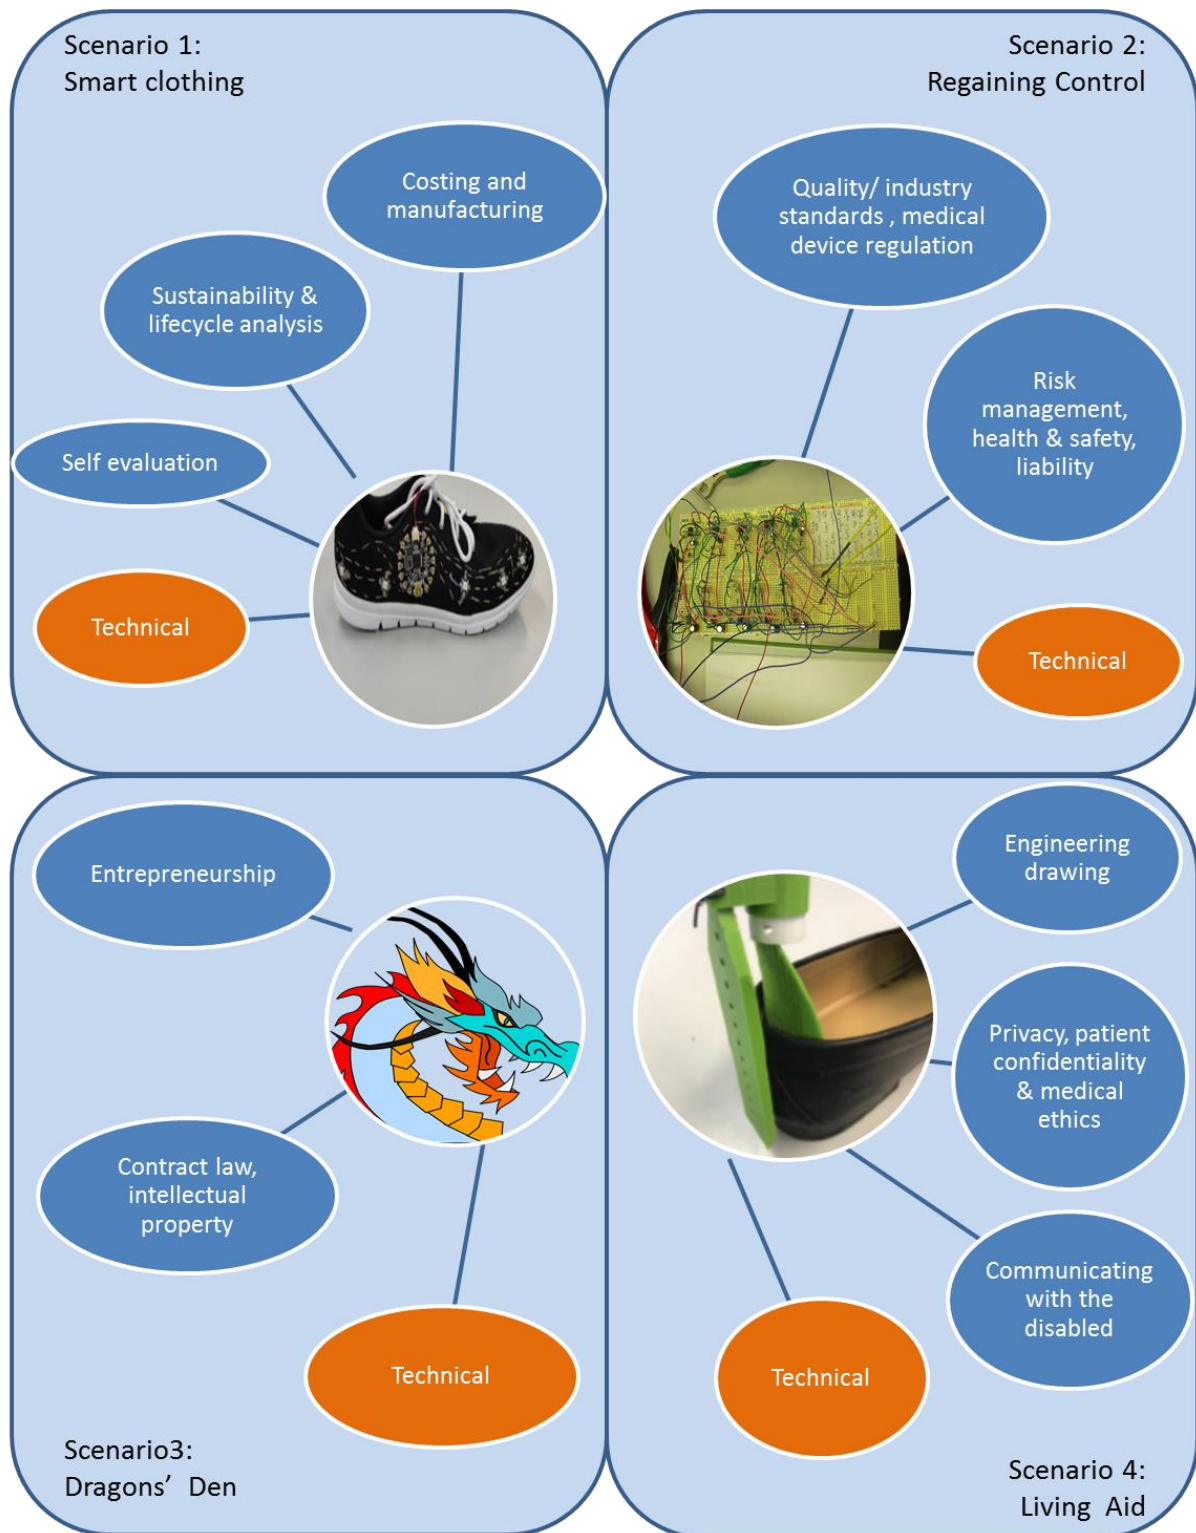 Scenario 1:
Smart clothing
Costing and
manufacturing
Sustainability &
lifecycle analysis
Self evaluation
Technical
Scenario 2:
Regaining Control
Quality/ industry
standards , medical
device regulation
Risk
management,
health & safety,
liability
Technical
Entrepreneurship
Contract law,
intellectual
property
Technical
Scenario3:
Dragons’ Den
Engineering
drawing
Privacy, patient
confidentiality
& medical
ethics
Communicating
with the
disabled
Technical
Scenario 4:
Living Aid